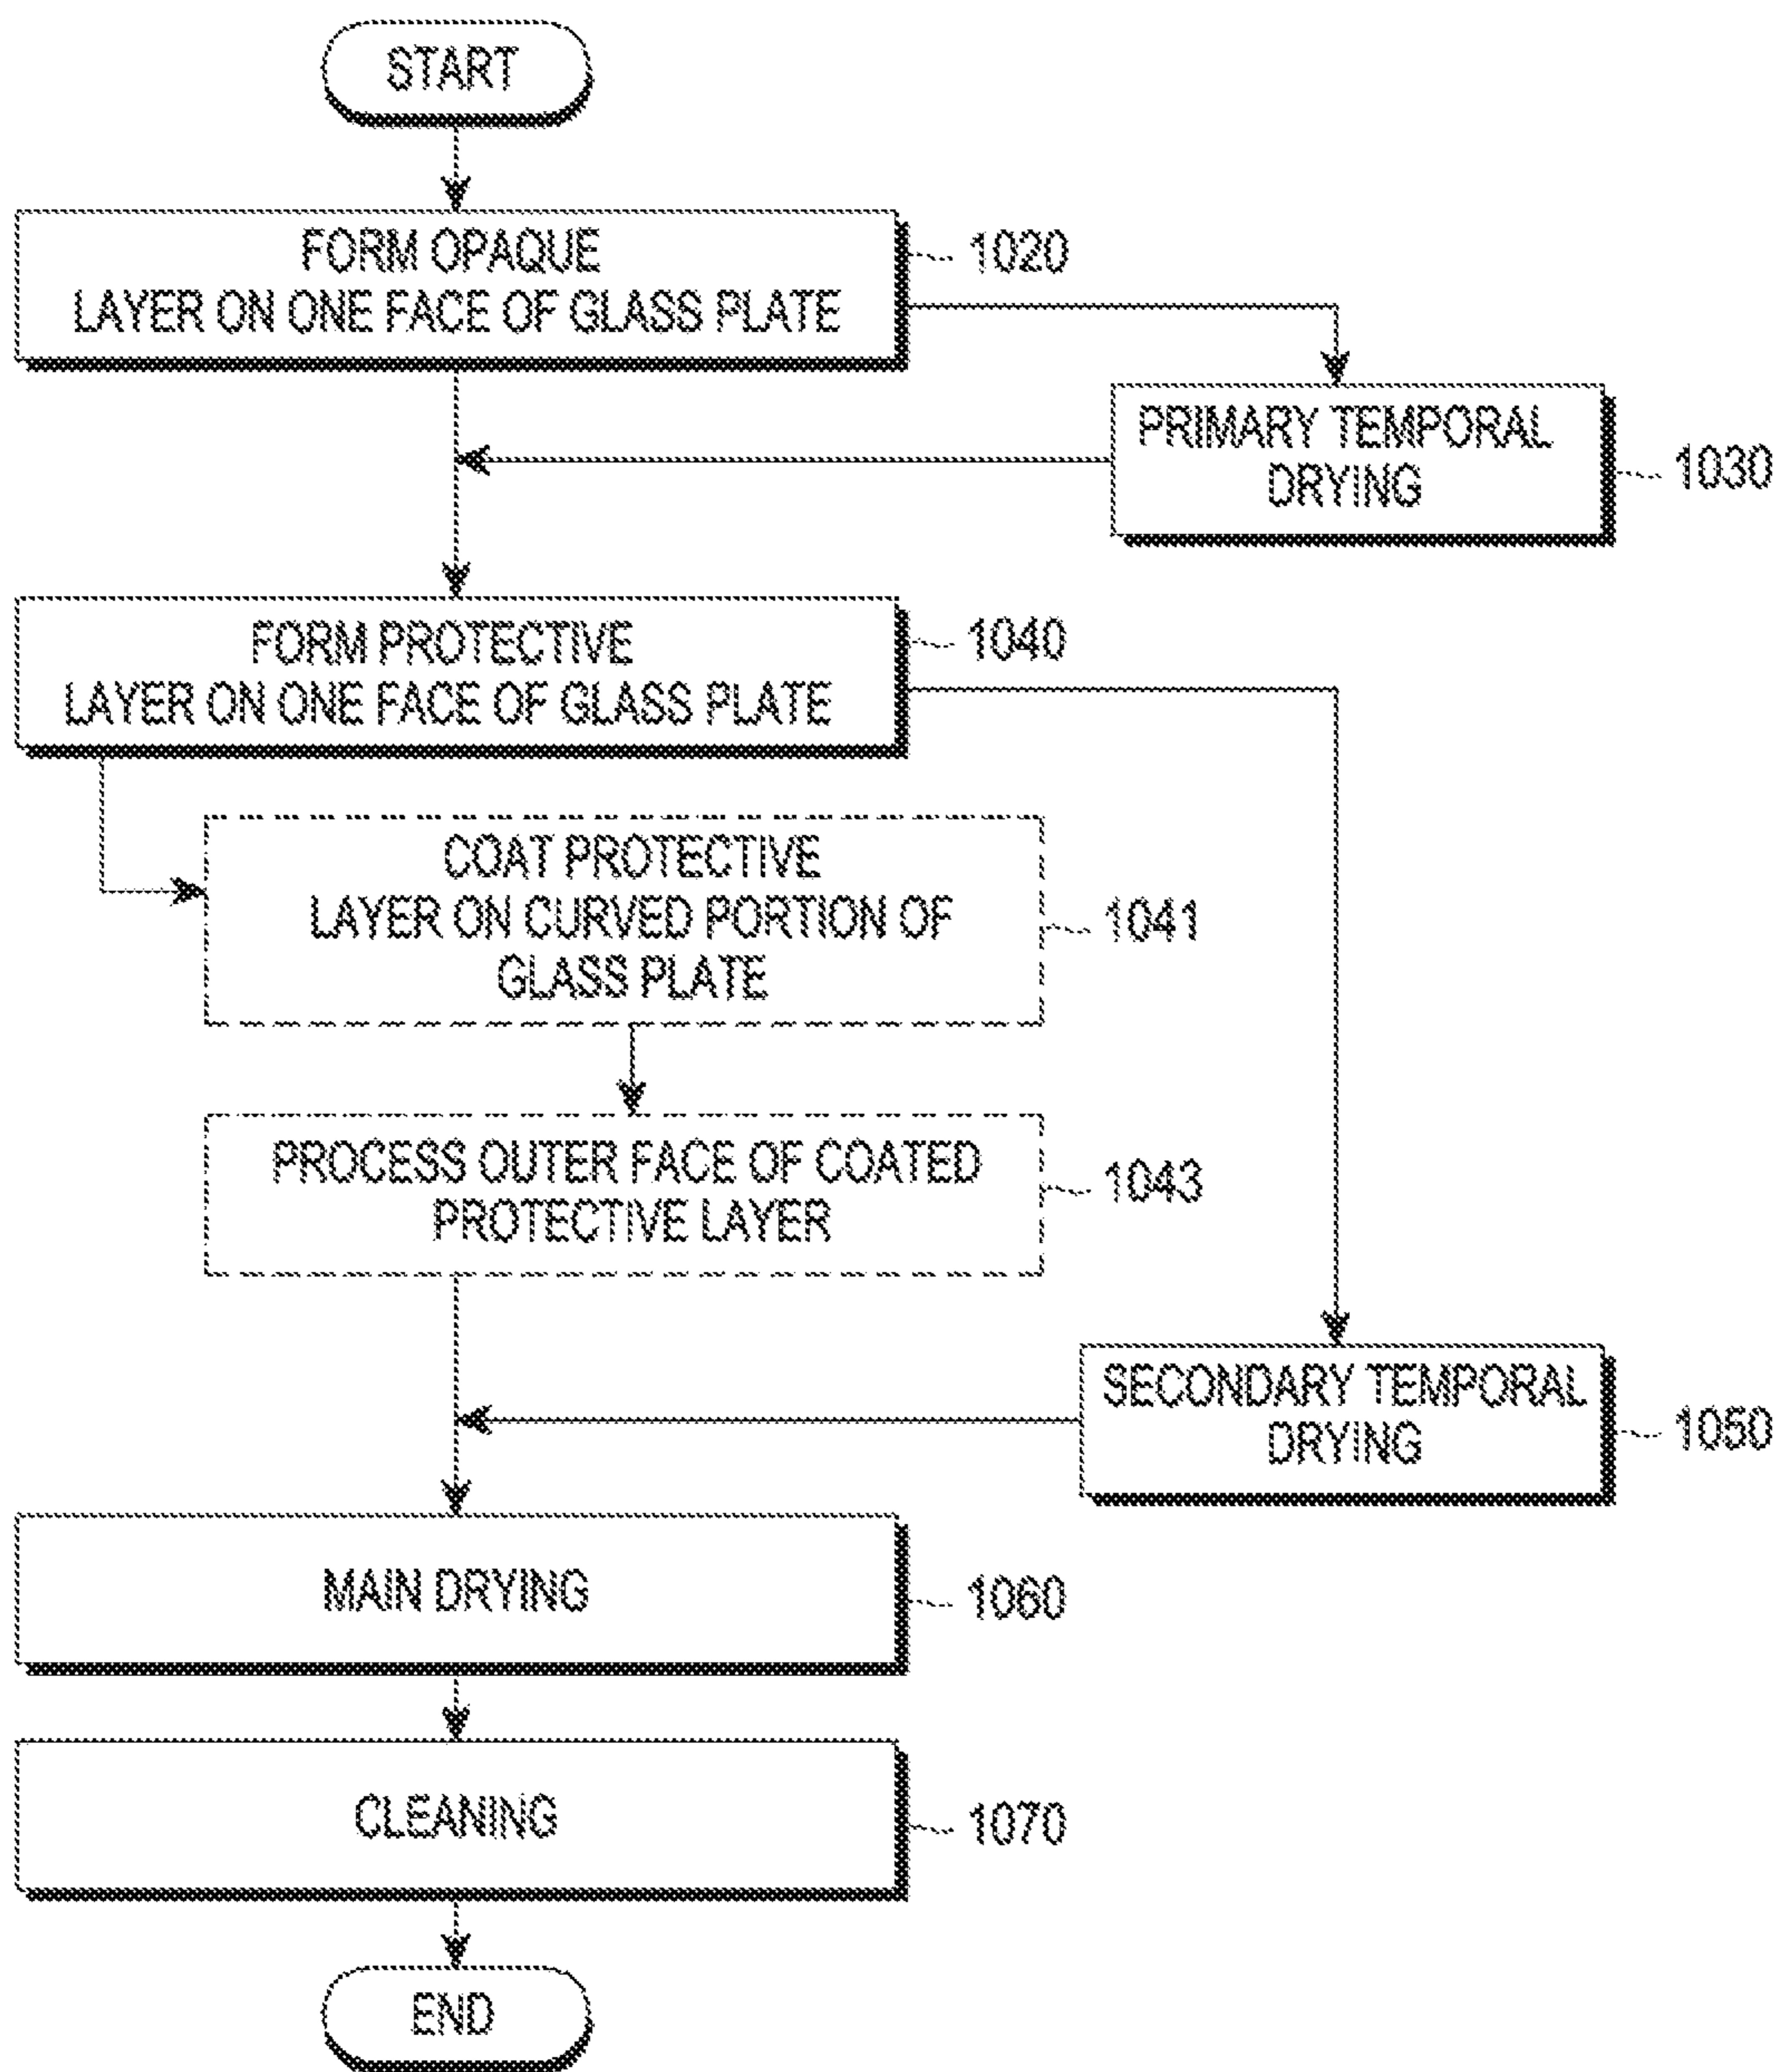 START
FORM OPAQUE
LAYER ON ONE FACE OF GLASS PLATE
1020
PRIMARY TEMPORAL
DRYING
1030
FORM PROTECTIVE
LAYER ON ONE FACE OF GLASS PLATE
1040
COAT PROTECTIVE
LAYER ON CURVED PORTION OF
GLASS PLATE
1041
PROCESS OUTER FACE OF COATED
PROTECTIVE LAYER
1043
SECONDARY TEMPORAL
DRYING
1050
MAIN DRYING
1060
CLEANING
1070
END